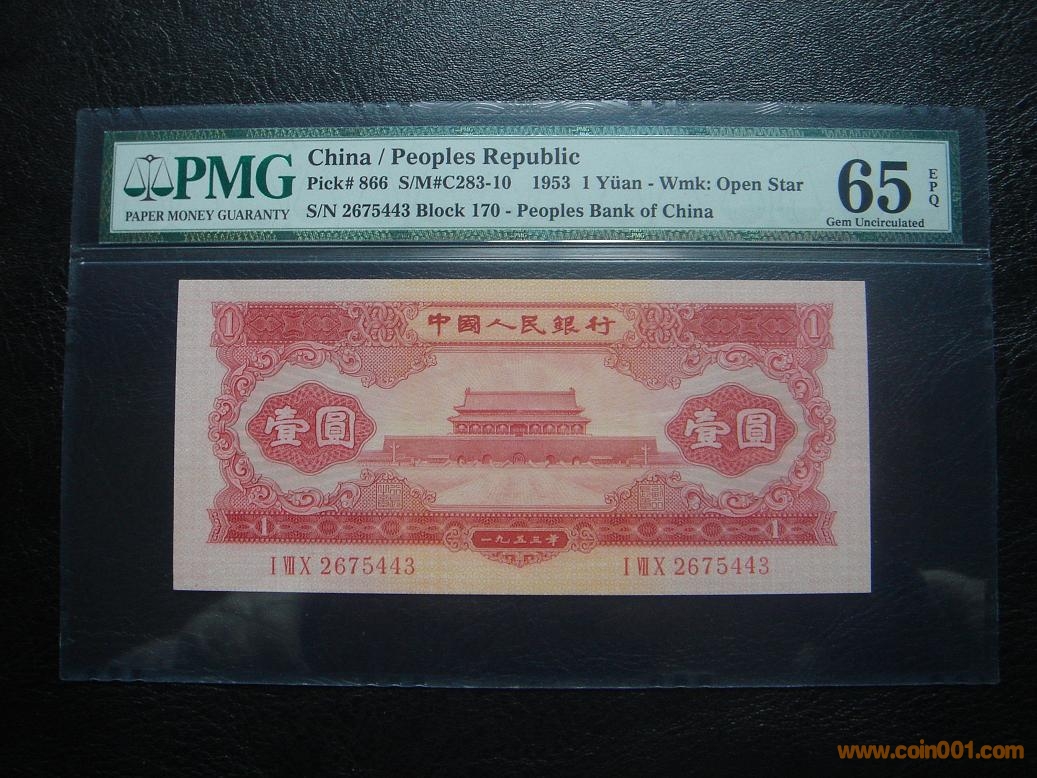 PMG
PAPER MONEY GUARANTY
China / Peoples Republic
Pick# 866 S/M#C283-10 1953 1 Yüan - Wmk: Open Star
S/N 2675443 Block 170 - Peoples Bank of China
65
EPQ
Gem Uncirculated
1 中國人民銀行 1
壹圓 壹圓
1 一九五三年 1
I VII X 2675443 I VII X 2675443
www.coin001.com